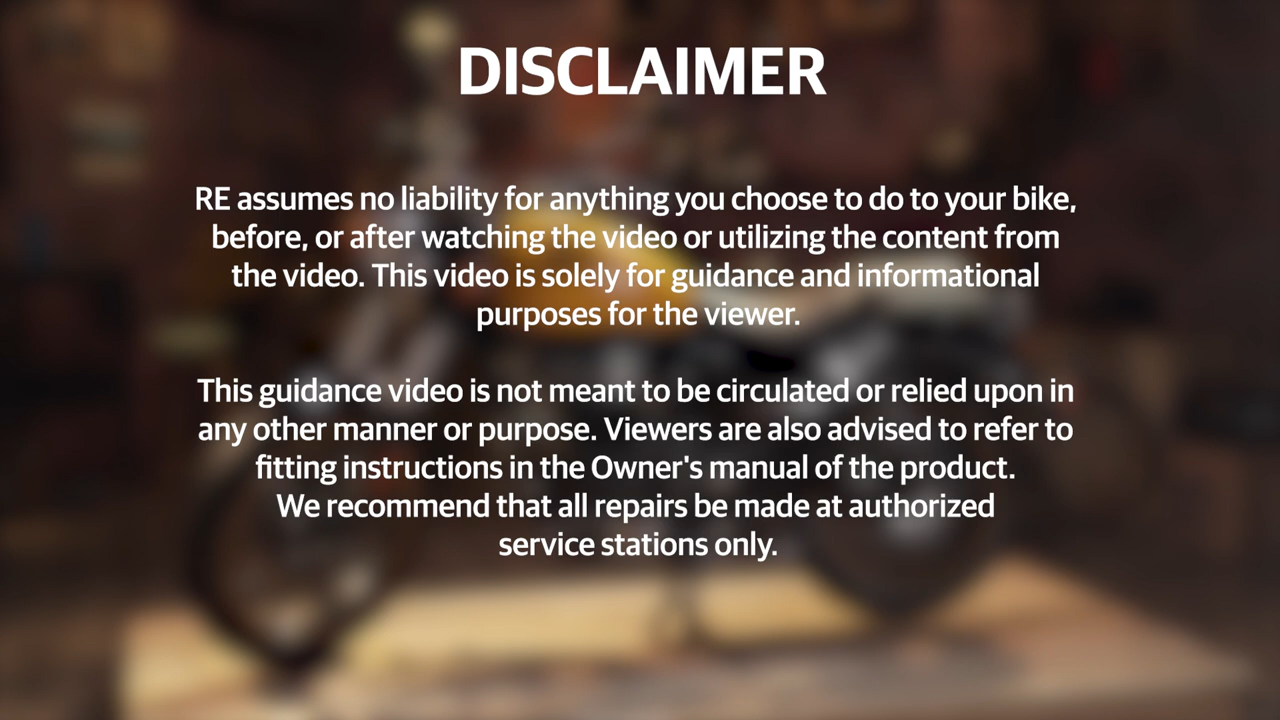 DISCLAIMER
RE assumes no liability for anything you choose to do to your bike,
before, or after watching the video or utilizing the content from
the video. This video is solely for guidance and informational
purposes for the viewer.
This guidance video is not meant to be circulated or relied upon in
any other manner or purpose. Viewers are also advised to refer to
fitting instructions in the Owner's manual of the product.
We recommend that all repairs be made at authorized
service stations only.